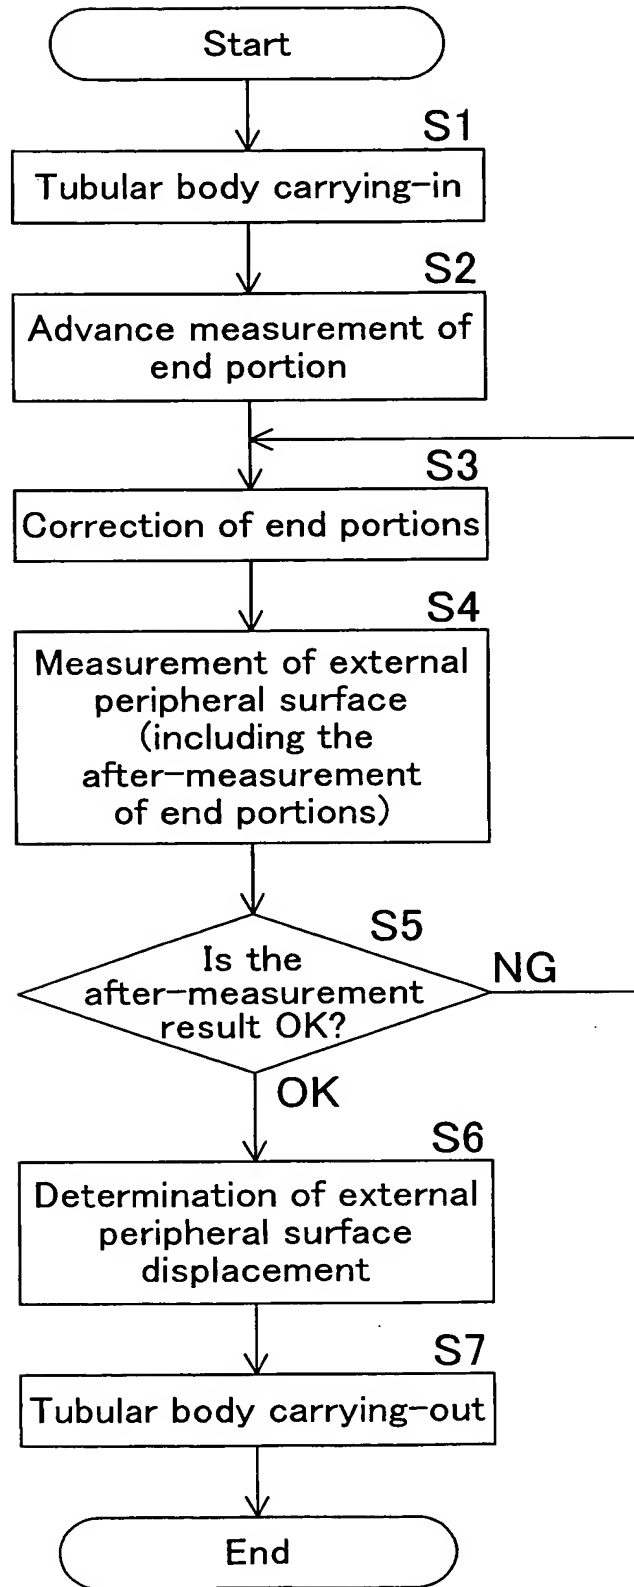 Start
S1
Tubular body carrying-in
S2
Advance measurement of
end portion
S3
Correction of end portions
S4
Measurement of external
peripheral surface
(including the
after-measurement
of end portions)
S5
Is the
after-measurement
result OK?
NG
OK
S6
Determination of external
peripheral surface
displacement
S7
Tubular body carrying-out
End